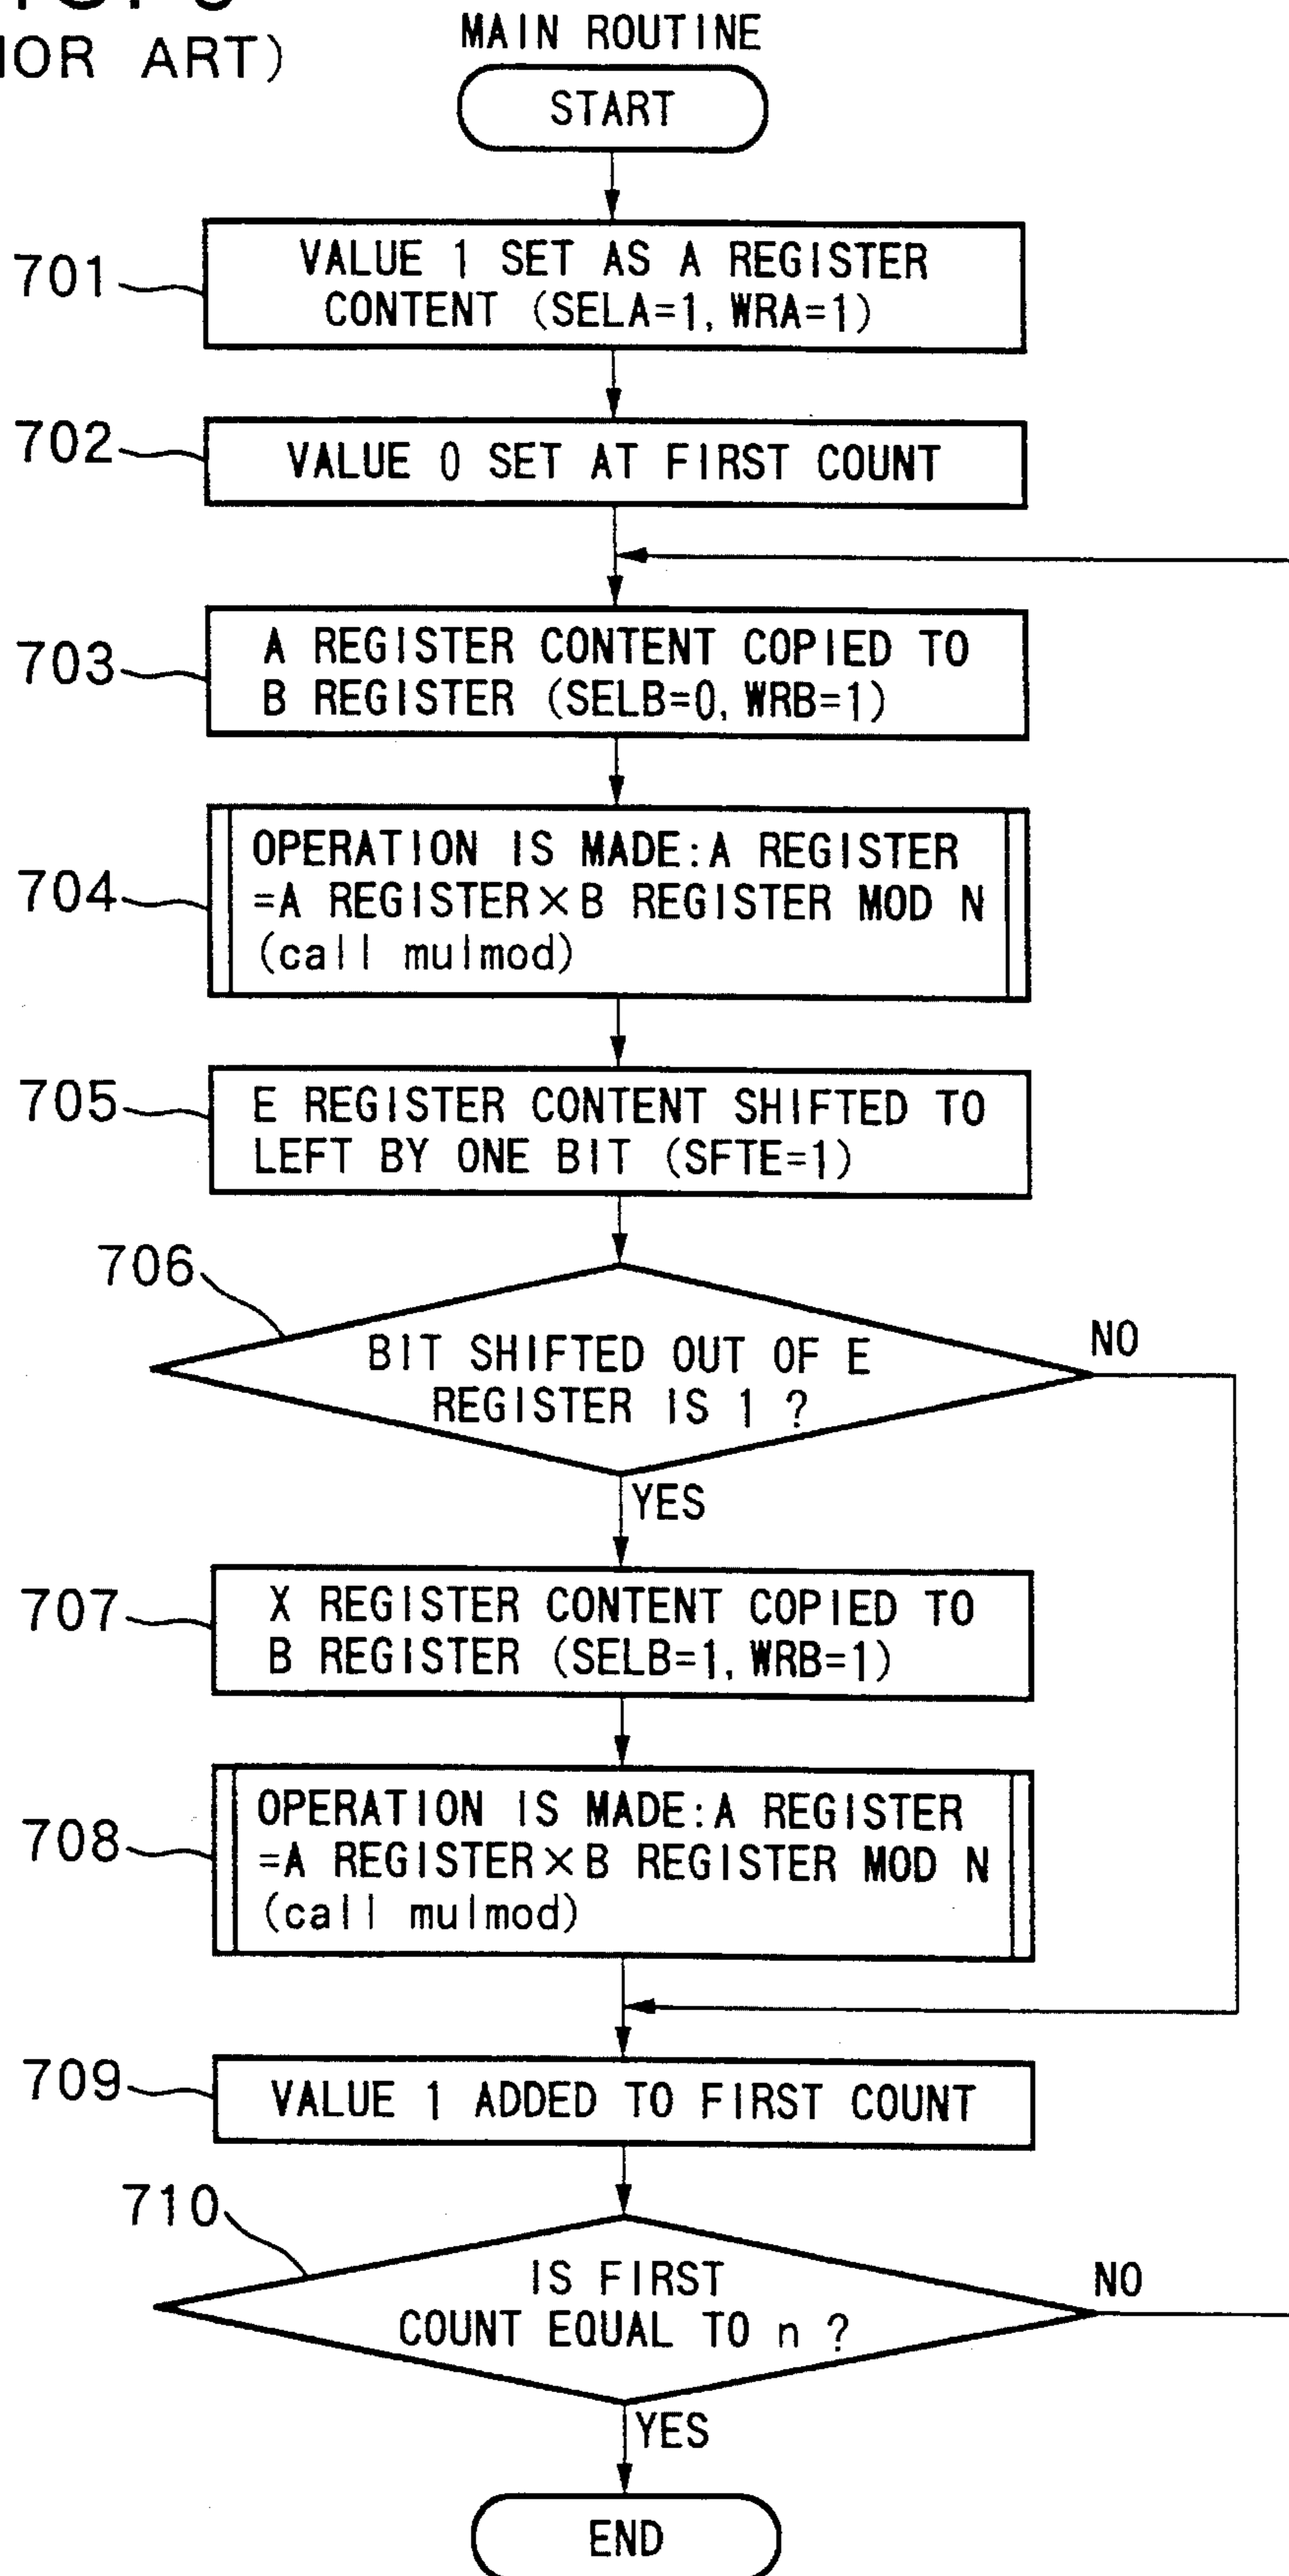 ART)
MAIN ROUTINE
START
701
VALUE 1 SET AS A REGISTER
CONTENT (SELA=1, WRA=1)
702
VALUE 0 SET AT FIRST COUNT
703
A REGISTER CONTENT COPIED TO
B REGISTER (SELB=0, WRB=1)
704
OPERATION IS MADE:A REGISTER
=A REGISTER×B REGISTER MOD N
(call mulmod)
705
E REGISTER CONTENT SHIFTED TO
LEFT BY ONE BIT (SFTE=1)
706
BIT SHIFTED OUT OF E
REGISTER IS 1 ?
NO
YES
707
X REGISTER CONTENT COPIED TO
B REGISTER (SELB=1, WRB=1)
708
OPERATION IS MADE:A REGISTER
=A REGISTER×B REGISTER MOD N
(call mulmod)
709
VALUE 1 ADDED TO FIRST COUNT
710
IS FIRST
COUNT EQUAL TO n ?
NO
YES
END